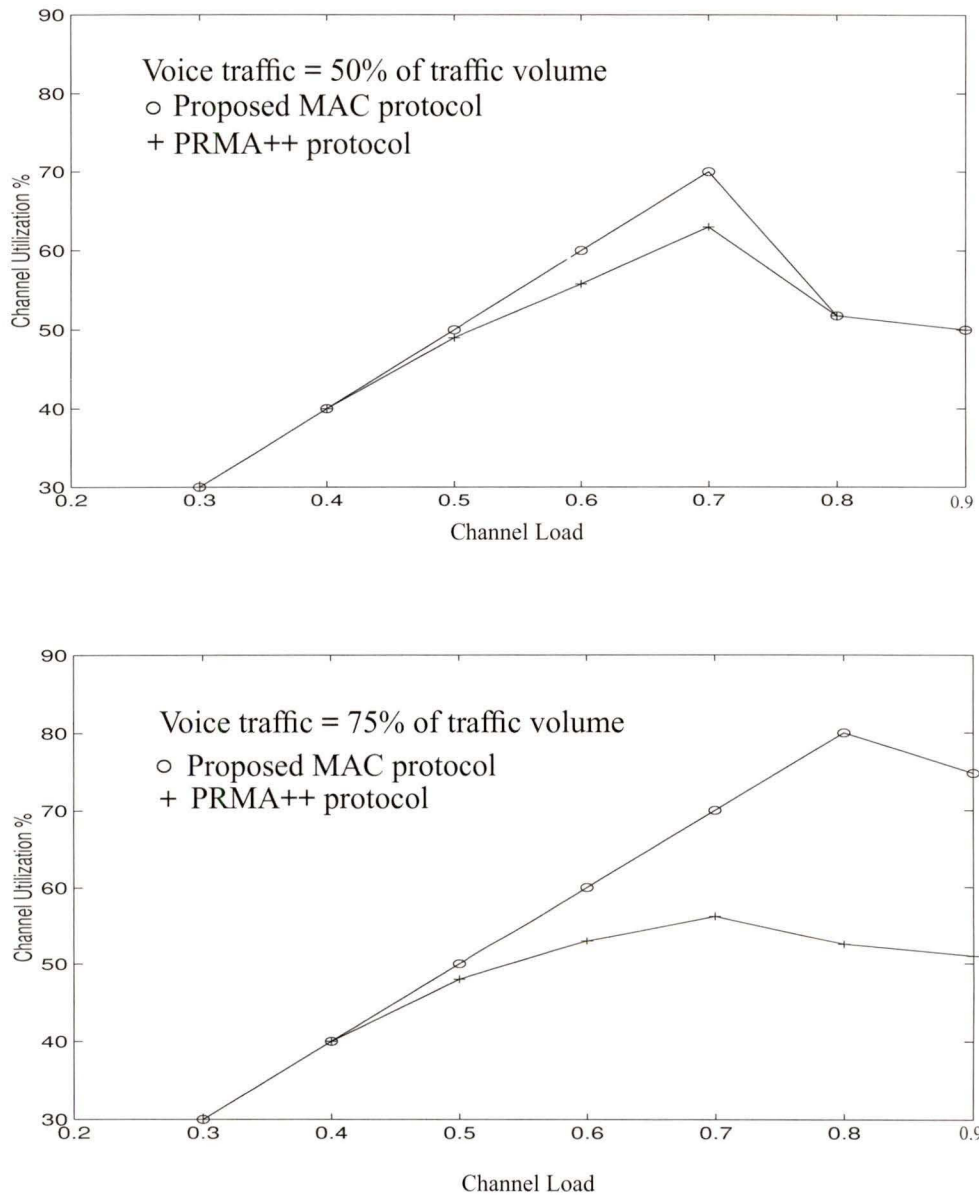 90
80
70
60
50
40
30
Channel Utilization %
Voice traffic = 50% of traffic volume
Proposed MAC protocol
+ PRMA++ protocol
0.2 0.3 0.4 0.5 0.6 0.7 0.8 0.9
Channel Load
90
80
70
60
50
40
30
Channel Utilization %
Voice traffic = 75% of traffic volume
Proposed MAC protocol
+ PRMA++ protocol
0.2 0.3 0.4 0.5 0.6 0.7 0.8 0.9
Channel Load